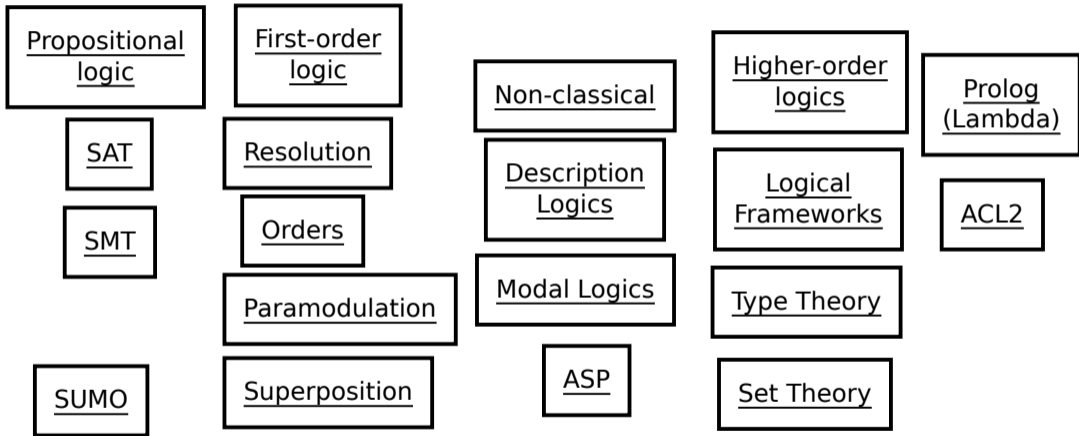 Propositional
logic
SAT
SMT
SUMO
First-order
logic
Resolution
Orders
Paramodulation
Superposition
Non-classical
Description
Logics
Modal Logics
ASP
Higher-order
logics
Logical
Frameworks
Type Theory
Set Theory
Prolog
(Lambda)
ACL2